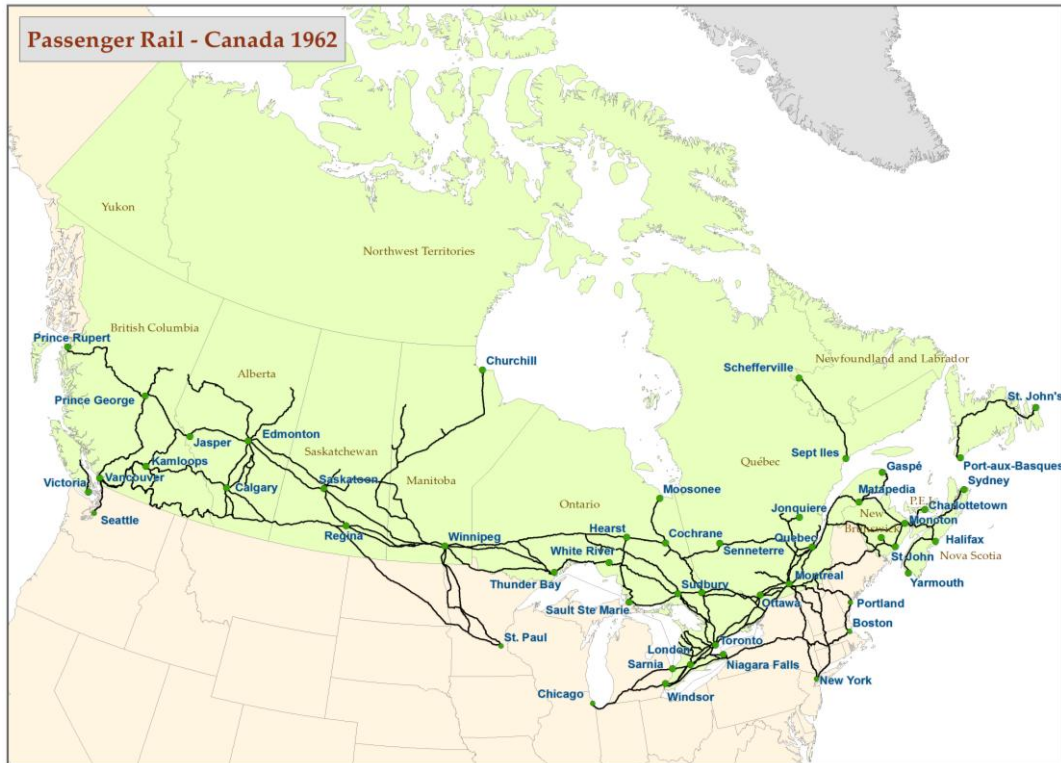 Passenger Rail - Canada 1962
Yukon
Northwest Territories
British Columbia
Prince Rupert
Alberta
Churchill
Schefferville
Newfoundland and Labrador
St. John's
Prince George
Jasper
Edmonton
Saskatchewan
Kamloops
Saskatoon
Manitoba
Québec
Sept Iles
Gaspé
Port-aux-Basques
Sydney
Victoria
Vancouver
Calgary
Ontario
Moosonee
Matapedia
P.E.I.
Charlottetown
Jonquiere
New
Brunswick
Monoton
Seattle
Regina
Winnipeg
Hearst
Cochrane
Quebec
Halifax
White River
Senneterre
St John
Nova Scotia
Thunder Bay
Sudbury
Montreal
Yarmouth
Sault Ste Marie
Ottawa
Portland
St. Paul
Toronto
Boston
London
Sarnia
Niagara Falls
Chicago
Windsor
New York